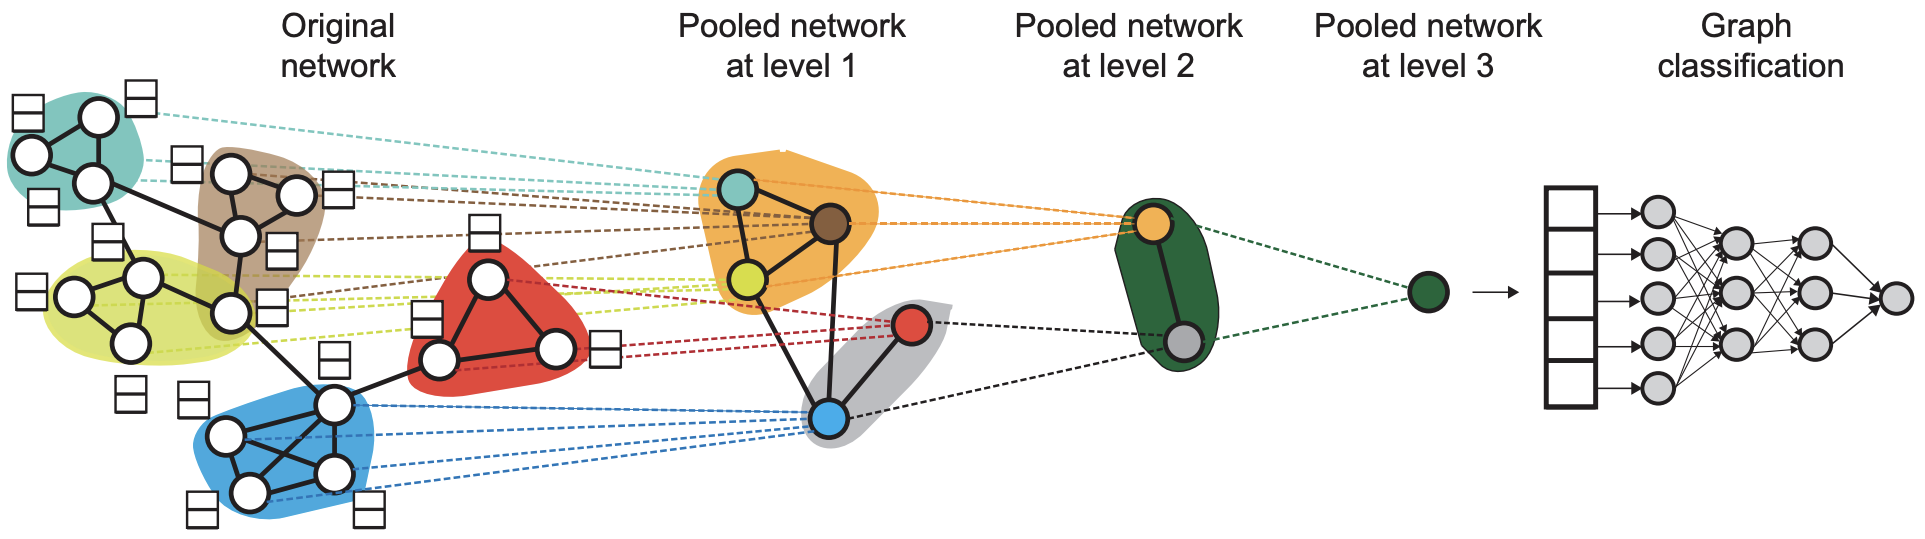 Original
network
Pooled network
at level 1
Pooled network
at level 2
Pooled network
at level 3
Graph
classification